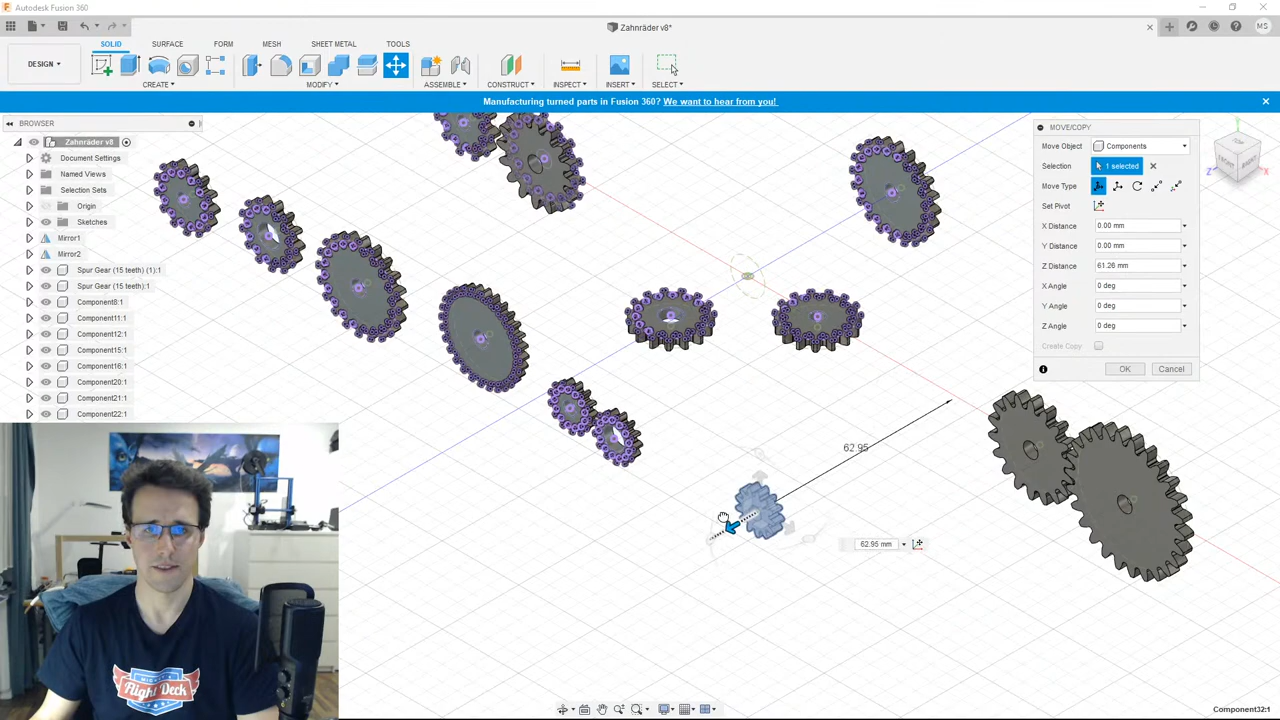 Autodesk Fusion 360
Zahnräder v8*
MS
SOLID SURFACE FORM MESH SHEET METAL TOOLS
DESIGN
CREATE MODIFY ASSEMBLE CONSTRUCT INSPECT INSERT SELECT
Manufacturing turned parts in Fusion 360? We want to hear from you!
BROWSER
Zahnräder v8
Document Settings
Named Views
Selection Sets
Origin
Sketches
Mirror1
Mirror2
Spur Gear (15 teeth) (1):1
Spur Gear (15 teeth):1
Component8:1
Component11:1
Component12:1
Component15:1
Component16:1
Component20:1
Component21:1
Component22:1
MOVE/COPY
Move Object Components
Selection 1 selected
Move Type
Set Pivot
X Distance 0.00 mm
Y Distance 0.00 mm
Z Distance 61.26 mm
X Angle 0 deg
Y Angle 0 deg
Z Angle 0 deg
Create Copy
OK Cancel
FRONT RIGHT
Z
62.95
62.95 mm
Flight Deck
Component32:1